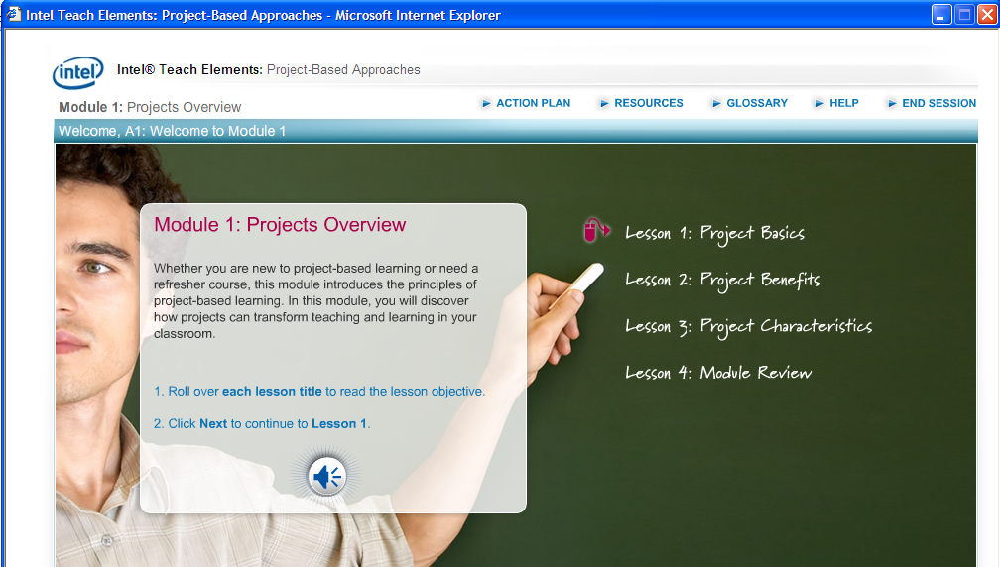 Intel Teach Elements: Project-Based Approaches - Microsoft Internet Explorer
intel
Intel® Teach Elements: Project-Based Approaches
Module 1: Projects Overview
ACTION PLAN
RESOURCES
GLOSSARY
HELP
END SESSION
Welcome, A1: Welcome to Module 1
Module 1: Projects Overview
Whether you are new to project-based learning or need a
refresher course, this module introduces the principles of
project-based learning. In this module, you will discover
how projects can transform teaching and learning in your
classroom.
1. Roll over each lesson title to read the lesson objective.
2. Click Next to continue to Lesson 1.
Lesson 1: Project Basics
Lesson 2: Project Benefits
Lesson 3: Project Characteristics
Lesson 4: Module Review